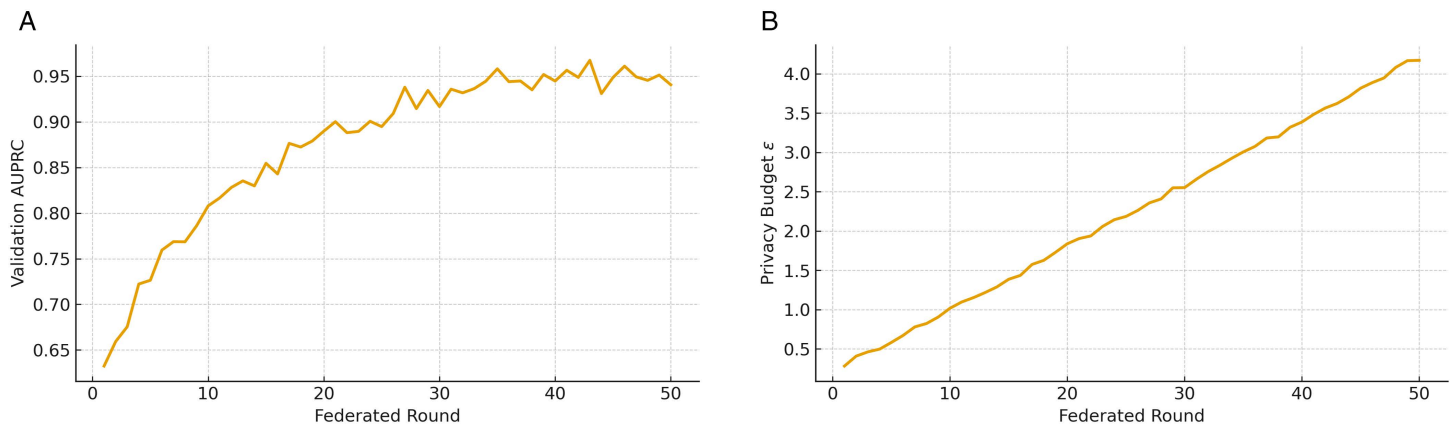 A
Validation AUPRC
0.95
0.90
0.85
0.80
0.75
0.70
0.65
0 10 20 30 40 50
Federated Round
B
Privacy Budget ε
4.0
3.5
3.0
2.5
2.0
1.5
1.0
0.5
0 10 20 30 40 50
Federated Round